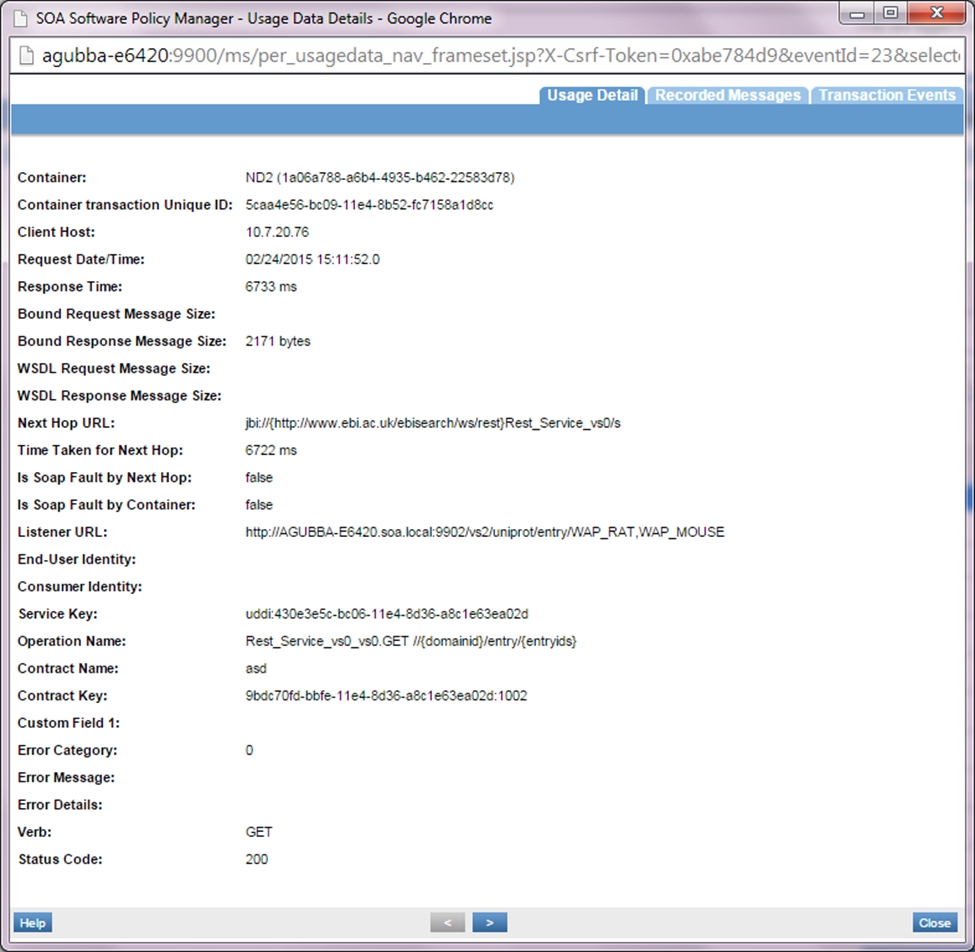 SOA Software Policy Manager - Usage Data Details - Google Chrome
agubba-e6420:9900/ms/per_usagedata_nav_frameset.jsp?X-Csrf-Token=0xabe784d9&eventId=23&selecte
Usage Detail Recorded Messages Transaction Events
Container: ND2 (1a06a788-a6b4-4935-b462-22583d78)
Container transaction Unique ID: 5caa4e56-bc09-11e4-8b52-fc7158a1d8cc
Client Host: 10.7.20.76
Request Date/Time: 02/24/2015 15:11:52.0
Response Time: 6733 ms
Bound Request Message Size:
Bound Response Message Size: 2171 bytes
WSDL Request Message Size:
WSDL Response Message Size:
Next Hop URL: jbi://{http://www.ebi.ac.uk/ebisearch/ws/rest}Rest_Service_vs0/s
Time Taken for Next Hop: 6722 ms
Is Soap Fault by Next Hop: false
Is Soap Fault by Container: false
Listener URL: http://AGUBBA-E6420.soa.local:9902/vs2/uniprot/entry/WAP_RAT,WAP_MOUSE
End-User Identity:
Consumer Identity:
Service Key: uddi:430e3e5c-bc06-11e4-8d36-a8c1e63ea02d
Operation Name: Rest_Service_vs0_vs0.GET //{domainid}/entry/{entryids}
Contract Name: asd
Contract Key: 9bdc70fd-bbfe-11e4-8d36-a8c1e63ea02d:1002
Custom Field 1:
Error Category: 0
Error Message:
Error Details:
Verb: GET
Status Code: 200
Help < > Close